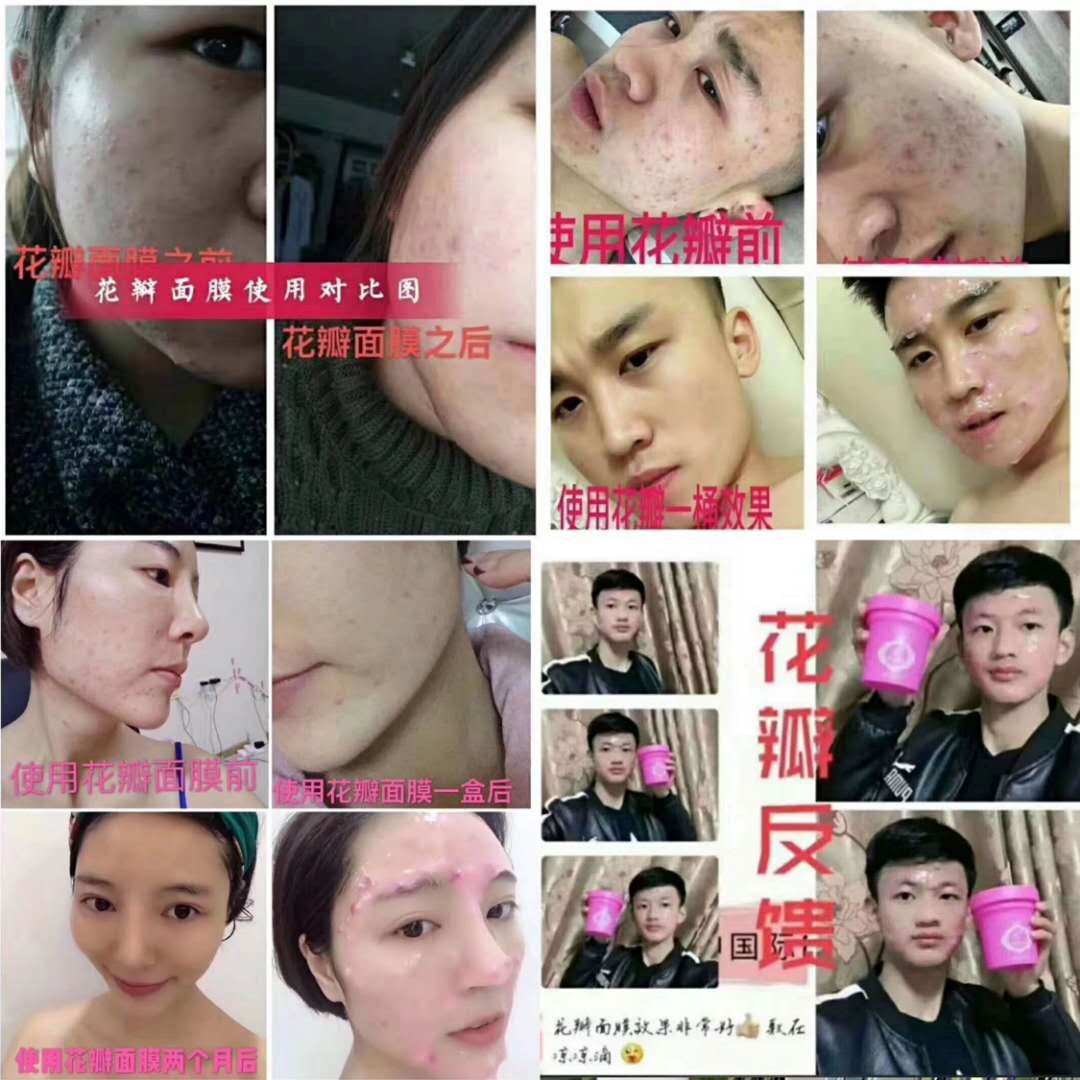 花瓣面膜之前
花瓣面膜使用对比图
花瓣面膜之后
使用花瓣前
使用花瓣一桶效果
使用花瓣面膜前
使用花瓣面膜一盒后
使用花瓣面膜两个月后
花瓣反馈
国际
花瓣面膜效果非常好👍敷在
凉凉滴